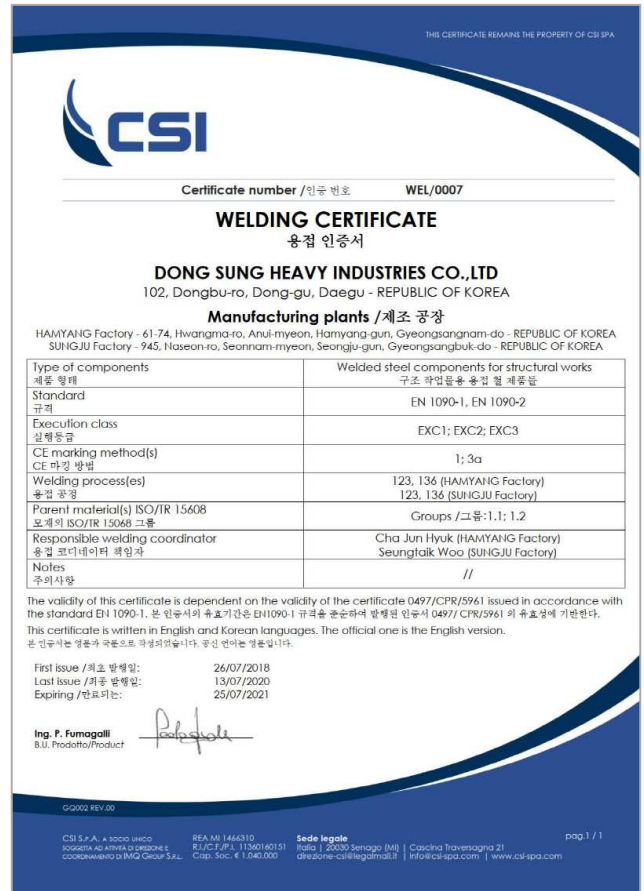 THIS CERTIFICATE REMAINS THE PROPERTY OF CSI SPA
CSI
Certificate number /인증 번호 WEL/0007
WELDING CERTIFICATE
용접 인증서
DONG SUNG HEAVY INDUSTRIES CO.,LTD
102, Dongbu-ro, Dong-gu, Daegu - REPUBLIC OF KOREA
Manufacturing plants /제조 공장
HAMYANG Factory - 61-74, Hwangma-ro, Anui-myeon, Hamyang-gun, Gyeongsangnam-do - REPUBLIC OF KOREA
SUNGJU Factory - 945, Naseon-ro, Seonnam-myeon, Seongju-gun, Gyeongsangbuk-do - REPUBLIC OF KOREA
Type of components
제품 형태
Welded steel components for structural works
구조 작업물용 용접 철 제품들
Standard
규격
EN 1090-1, EN 1090-2
Execution class
실행등급
EXC1; EXC2; EXC3
CE marking method(s)
CE 마킹 방법
1; 3a
Welding process(es)
용접 공정
123, 136 (HAMYANG Factory)
123, 136 (SUNGJU Factory)
Parent material(s) ISO/TR 15608
모재의 ISO/TR 15068 그룹
Groups /그룹:1.1; 1.2
Responsible welding coordinator
용접 코디네이터 책임자
Cha Jun Hyuk (HAMYANG Factory)
Seungtaik Woo (SUNGJU Factory)
Notes
주의사항
//
The validity of this certificate is dependent on the validity of the certificate 0497/CPR/5961 issued in accordance with
the standard EN 1090-1. 본 인증서의 유효기간은 EN1090-1 규격을 준순하여 발행된 인증서 0497/ CPR/5961 의 유효성에 기반한다.
This certificate is written in English and Korean languages. The official one is the English version.
본 인증서는 영문과 국문으로 작성되었습니다. 공신 언어는 영문입니다.
First issue /최초 발행일: 26/07/2018
Last issue /최종 발행일: 13/07/2020
Expiring /만료되는: 25/07/2021
Ing. P. Fumagalli
B.U. Prodotto/Product
GQ002 REV.00
CSI S.P.A. A SOCIO UNICO
SOGGETTA AD ATTIVITÀ DI DIREZIONE E
COORDINAMENTO DI IMQ GROUP S.R.L.
REA MI 1466310
R.I./C.F./P.I. 11360160151
Cap. Soc. € 1.040.000
Sede legale
Italia | 20030 Senago (MI) | Cascina Traversagna 21
direzione-csi@legalmail.it | info@csi-spa.com | www.csi-spa.com
pag.1 / 1